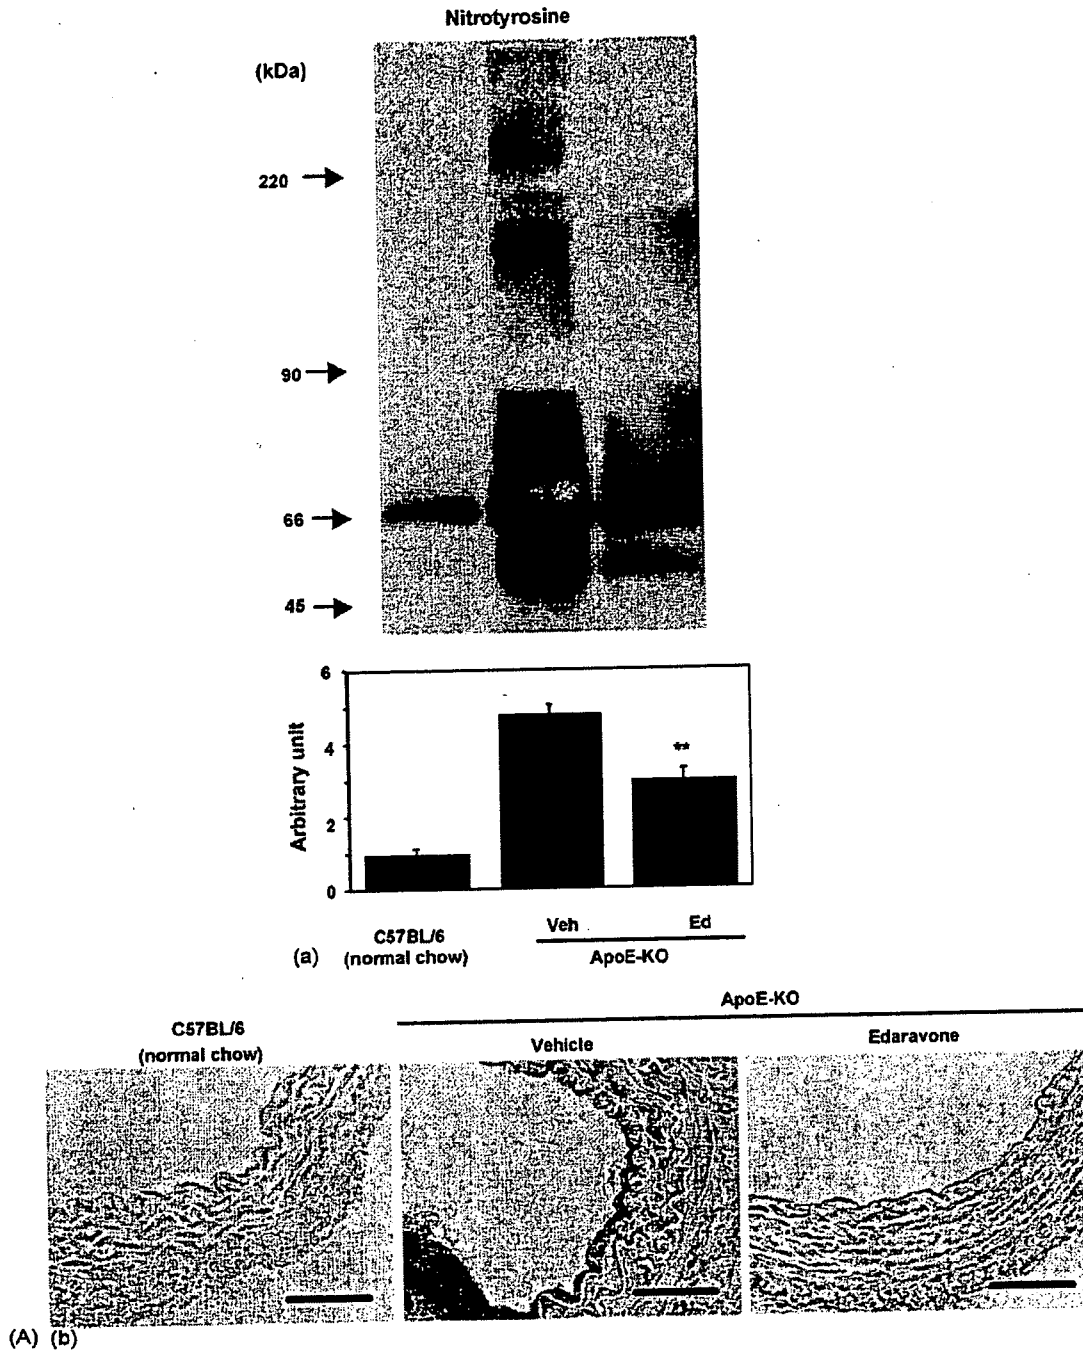 Nitrotyrosine
(kDa)
220
90
66
45
6
4
2
0
Arbitrary unit
**
Veh
Ed
C57BL/6
(normal chow)
ApoE-KO
(a)
ApoE-KO
C57BL/6
(normal chow)
Vehicle
Edaravone
(A) (b)